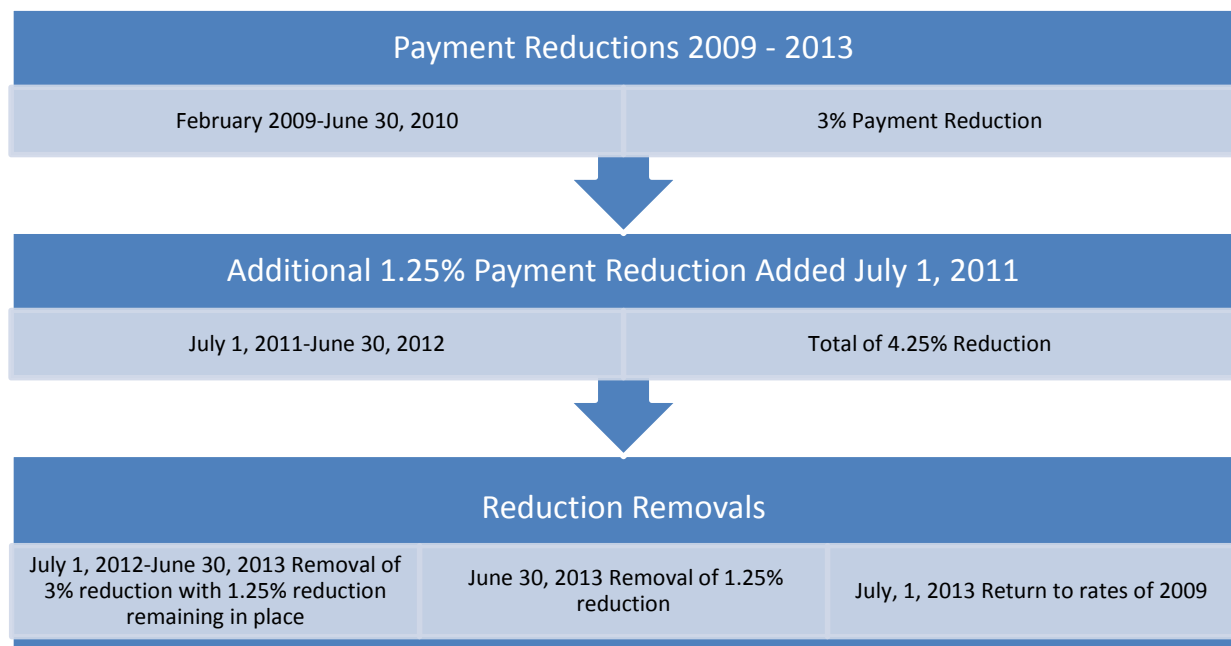 Payment Reductions 2009 - 2013
February 2009-June 30, 2010
3% Payment Reduction
Additional 1.25% Payment Reduction Added July 1, 2011
July 1, 2011-June 30, 2012
Total of 4.25% Reduction
Reduction Removals
July 1, 2012-June 30, 2013 Removal of
3% reduction with 1.25% reduction
remaining in place
June 30, 2013 Removal of 1.25%
reduction
July, 1, 2013 Return to rates of 2009